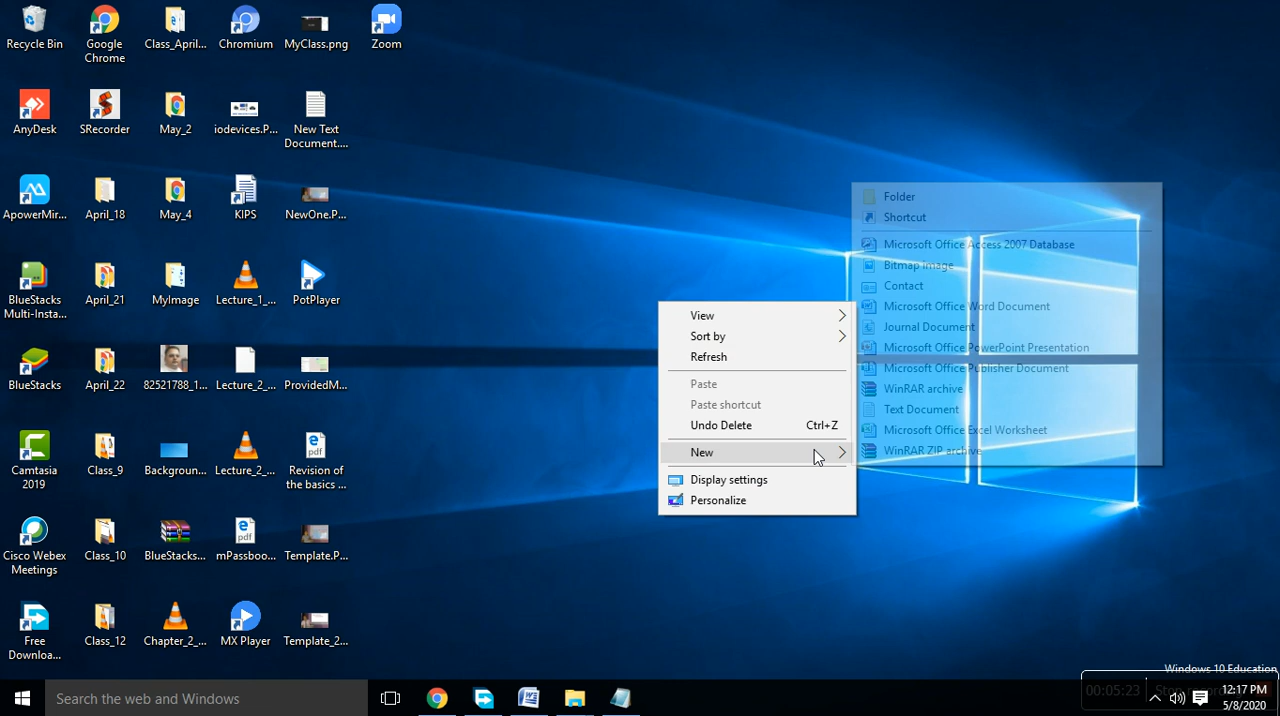 Recycle Bin
Google
Chrome
Class_April...
Chromium
MyClass.png
Zoom
AnyDesk
SRecorder
May_2
iodevices.P...
New Text
Document....
ApowerMir...
April_18
May_4
KIPS
NewOne.P...
BlueStacks
Multi-Insta...
April_21
MyImage
Lecture_1_...
PotPlayer
BlueStacks
April_22
82521788_1...
Lecture_2_...
ProvidedM...
Camtasia
2019
Class_9
Backgroun...
Lecture_2_...
pdf
Revision of
the basics ...
Cisco Webex
Meetings
Class_10
BlueStacks...
pdf
mPassboo...
Template.P...
Free
Downloa...
Class_12
Chapter_2_...
MX Player
Template_2...
View
Sort by
Refresh
Paste
Paste shortcut
Undo Delete Ctrl+Z
New
Display settings
Personalize
Folder
Shortcut
Microsoft Office Access 2007 Database
Bitmap image
Contact
Microsoft Office Word Document
Journal Document
Microsoft Office PowerPoint Presentation
Microsoft Office Publisher Document
WinRAR archive
Text Document
Microsoft Office Excel Worksheet
WinRAR ZIP archive
Windows 10 Education
Search the web and Windows
00:05:23
Stop
12:17 PM
5/8/2020